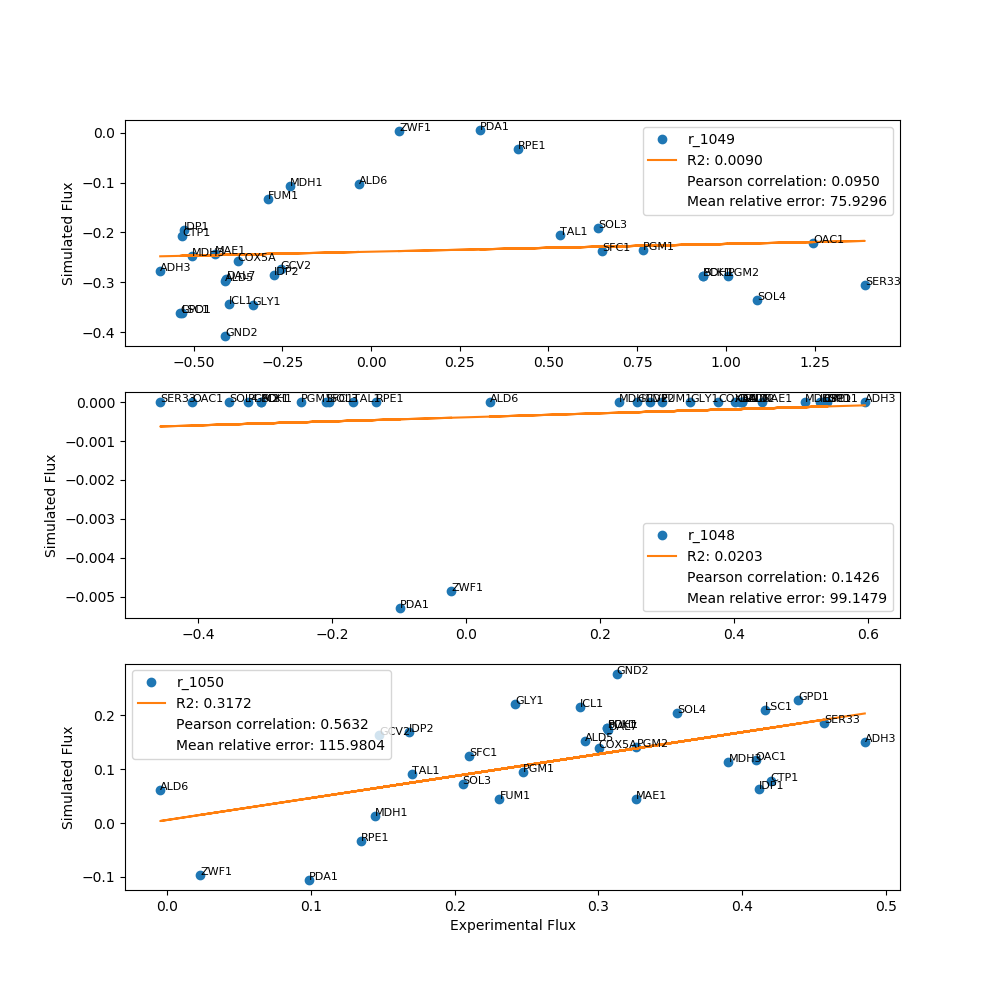 0.0
−0.1
−0.2
−0.3
−0.4
Simulated Flux
ZWF1
PDA1
RPE1
ALD6
MDH1
FUM1
IDP1
CTP1
TAL1
SOL3
OAC1
MAE1
SFC1
PGM1
COX5A
ADH3
GCV2
IDP2
PGM2
SER33
ALD5
ICL1
GLY1
SOL4
GND2
r_1049
R2: 0.0090
Pearson correlation: 0.0950
Mean relative error: 75.9296
−0.50
−0.25
0.00
0.25
0.50
0.75
1.00
1.25
0.000
−0.001
−0.002
−0.003
−0.004
−0.005
Simulated Flux
SER33
OAC1
TAL1
RPE1
ALD6
FUM1
GLY1
MAE1
ADH3
ZWF1
PDA1
r_1048
R2: 0.0203
Pearson correlation: 0.1426
Mean relative error: 99.1479
−0.4
−0.2
0.0
0.2
0.4
0.6
0.2
0.1
0.0
−0.1
Simulated Flux
r_1050
R2: 0.3172
Pearson correlation: 0.5632
Mean relative error: 115.9804
GND2
GLY1
ICL1
SOL4
LSC1
GPD1
SER33
GCV2
IDP2
ALD5
COX5A
PGM2
ADH3
SFC1
MDH3
OAC1
TAL1
PGM1
SOL3
CTP1
IDP1
ALD6
FUM1
MAE1
MDH1
RPE1
ZWF1
PDA1
0.0
0.1
0.2
0.3
0.4
0.5
Experimental Flux